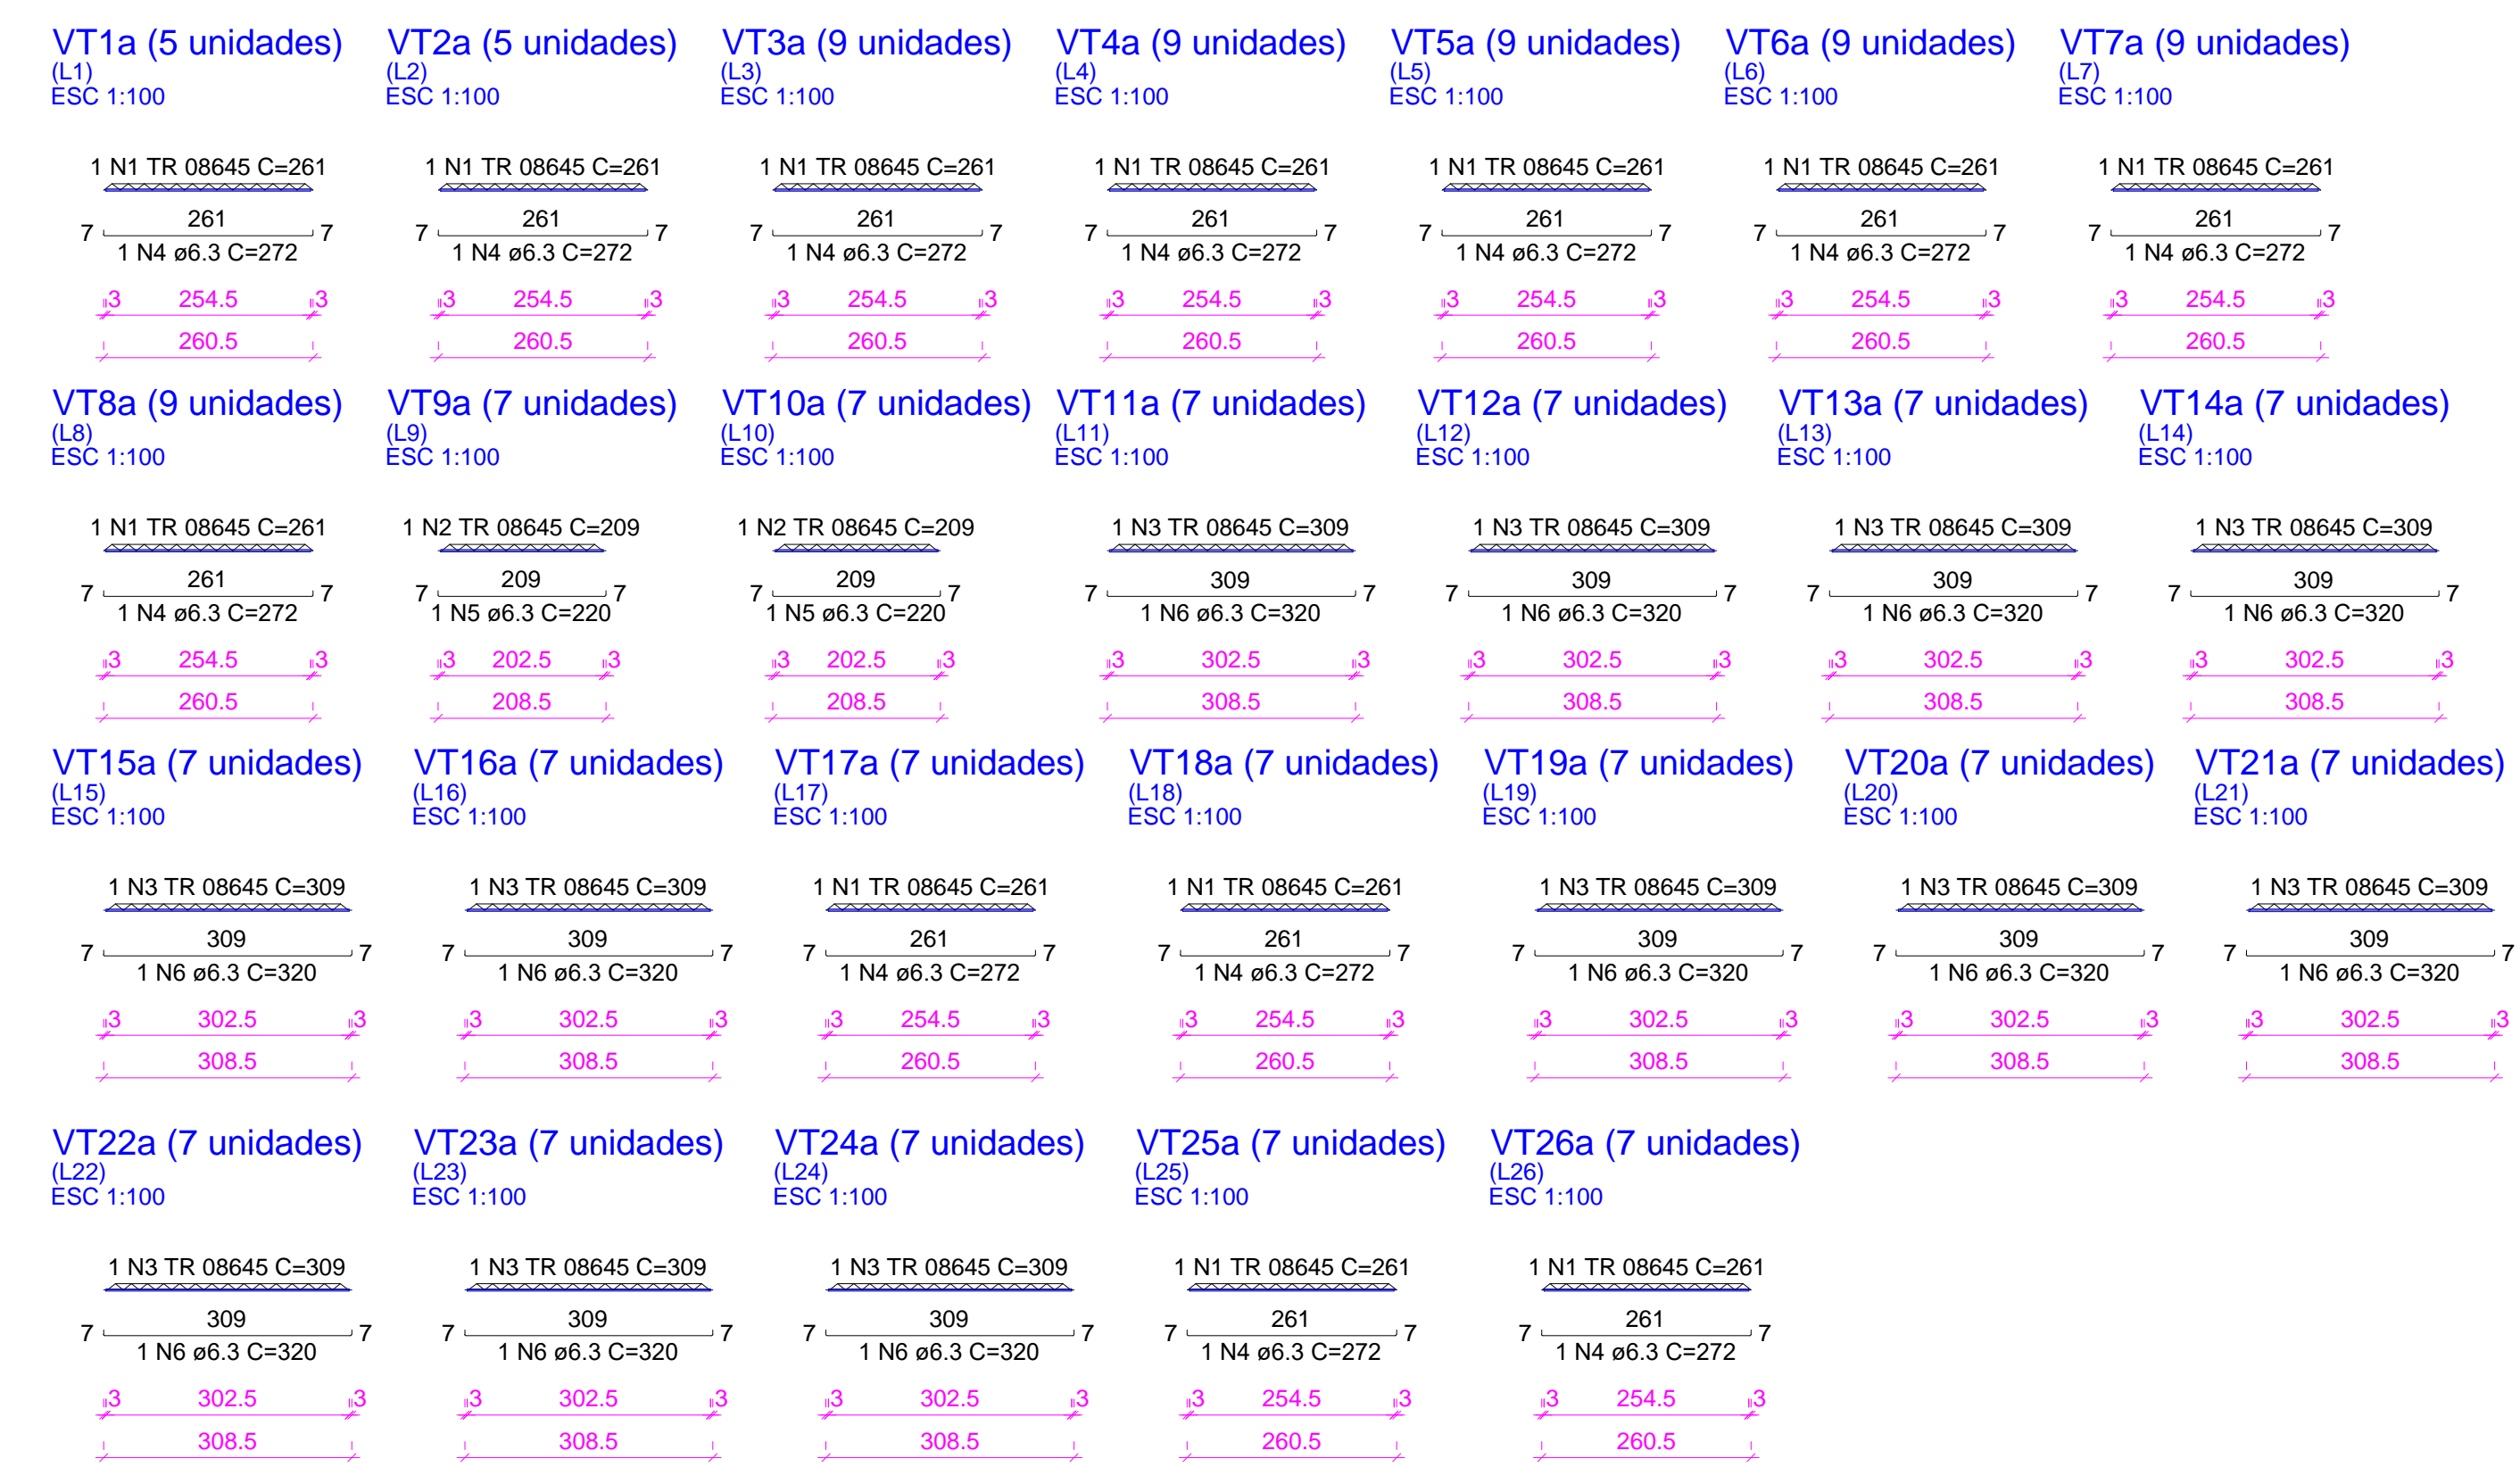 VT1a (5 unidades) VT2a (5 unidades) VT3a (9 unidades) VT4a (9 unidades) VT5a (9 unidades) VT6a (9 unidades) VT7a (9 unidades)
(L1) (L2) (L3) (L4) (L5) (L6) (L7)
ESC 1:100 ESC 1:100 ESC 1:100 ESC 1:100 ESC 1:100 ESC 1:100 ESC 1:100
1 N1 TR 08645 C=261 1 N1 TR 08645 C=261 1 N1 TR 08645 C=261 1 N1 TR 08645 C=261 1 N1 TR 08645 C=261 1 N1 TR 08645 C=261 1 N1 TR 08645 C=261
7 261 7 7 261 7 7 261 7 7 261 7 7 261 7 7 261 7 7 261 7
1 N4 ø6.3 C=272 1 N4 ø6.3 C=272 1 N4 ø6.3 C=272 1 N4 ø6.3 C=272 1 N4 ø6.3 C=272 1 N4 ø6.3 C=272 1 N4 ø6.3 C=272
3 254.5 3 3 254.5 3 3 254.5 3 3 254.5 3 3 254.5 3 3 254.5 3 3 254.5 3
260.5 260.5 260.5 260.5 260.5 260.5 260.5
VT8a (9 unidades) VT9a (7 unidades) VT10a (7 unidades) VT11a (7 unidades) VT12a (7 unidades) VT13a (7 unidades) VT14a (7 unidades)
(L8) (L9) (L10) (L11) (L12) (L13) (L14)
ESC 1:100 ESC 1:100 ESC 1:100 ESC 1:100 ESC 1:100 ESC 1:100 ESC 1:100
1 N1 TR 08645 C=261 1 N2 TR 08645 C=209 1 N2 TR 08645 C=209 1 N3 TR 08645 C=309 1 N3 TR 08645 C=309 1 N3 TR 08645 C=309 1 N3 TR 08645 C=309
7 261 7 7 209 7 7 209 7 7 309 7 7 309 7 7 309 7 7 309 7
1 N4 ø6.3 C=272 1 N5 ø6.3 C=220 1 N5 ø6.3 C=220 1 N6 ø6.3 C=320 1 N6 ø6.3 C=320 1 N6 ø6.3 C=320 1 N6 ø6.3 C=320
3 254.5 3 3 202.5 3 3 202.5 3 3 302.5 3 3 302.5 3 3 302.5 3 3 302.5 3
260.5 208.5 208.5 308.5 308.5 308.5 308.5
VT15a (7 unidades) VT16a (7 unidades) VT17a (7 unidades) VT18a (7 unidades) VT19a (7 unidades) VT20a (7 unidades) VT21a (7 unidades)
(L15) (L16) (L17) (L18) (L19) (L20) (L21)
ESC 1:100 ESC 1:100 ESC 1:100 ESC 1:100 ESC 1:100 ESC 1:100 ESC 1:100
1 N3 TR 08645 C=309 1 N3 TR 08645 C=309 1 N1 TR 08645 C=261 1 N1 TR 08645 C=261 1 N3 TR 08645 C=309 1 N3 TR 08645 C=309 1 N3 TR 08645 C=309
7 309 7 7 309 7 7 261 7 7 261 7 7 309 7 7 309 7 7 309 7
1 N6 ø6.3 C=320 1 N6 ø6.3 C=320 1 N4 ø6.3 C=272 1 N4 ø6.3 C=272 1 N6 ø6.3 C=320 1 N6 ø6.3 C=320 1 N6 ø6.3 C=320
3 302.5 3 3 302.5 3 3 254.5 3 3 254.5 3 3 302.5 3 3 302.5 3 3 302.5 3
308.5 308.5 260.5 260.5 308.5 308.5 308.5
VT22a (7 unidades) VT23a (7 unidades) VT24a (7 unidades) VT25a (7 unidades) VT26a (7 unidades)
(L22) (L23) (L24) (L25) (L26)
ESC 1:100 ESC 1:100 ESC 1:100 ESC 1:100 ESC 1:100
1 N3 TR 08645 C=309 1 N3 TR 08645 C=309 1 N3 TR 08645 C=309 1 N1 TR 08645 C=261 1 N1 TR 08645 C=261
7 309 7 7 309 7 7 309 7 7 261 7 7 261 7
1 N6 ø6.3 C=320 1 N6 ø6.3 C=320 1 N6 ø6.3 C=320 1 N4 ø6.3 C=272 1 N4 ø6.3 C=272
3 302.5 3 3 302.5 3 3 302.5 3 3 254.5 3 3 254.5 3
308.5 308.5 308.5 260.5 260.5